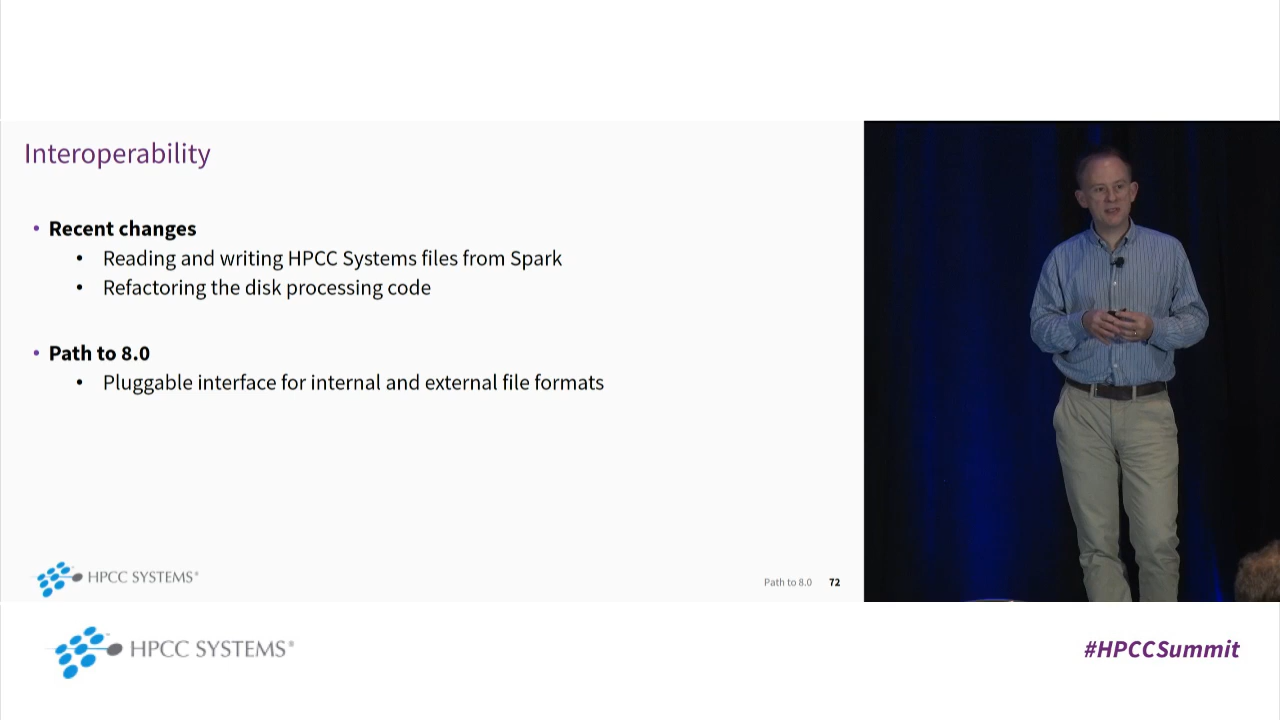 Interoperability
• Recent changes
• Reading and writing HPCC Systems files from Spark
• Refactoring the disk processing code
• Path to 8.0
• Pluggable interface for internal and external file formats
HPCC SYSTEMS®
Path to 8.0 72
HPCC SYSTEMS®
#HPCCSummit